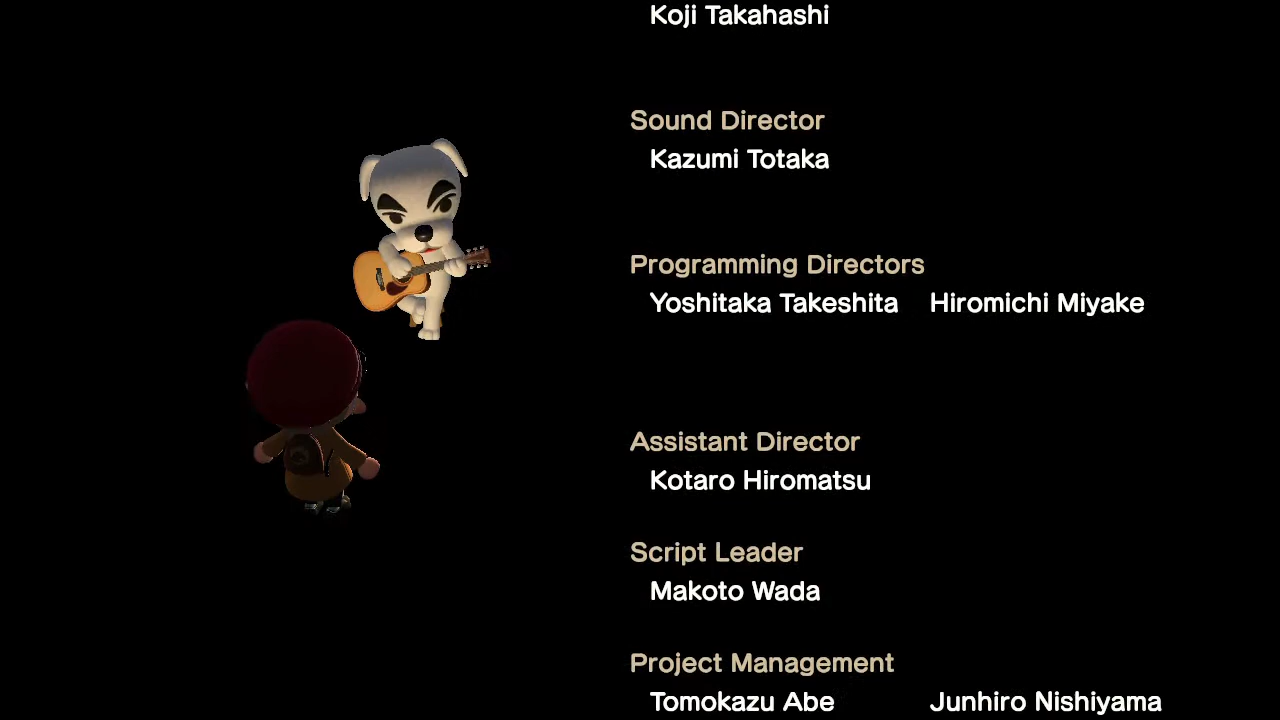 Koji Takahashi
Sound Director
Kazumi Totaka
Programming Directors
Yoshitaka Takeshita Hiromichi Miyake
Assistant Director
Kotaro Hiromatsu
Script Leader
Makoto Wada
Project Management
Tomokazu Abe Junhiro Nishiyama